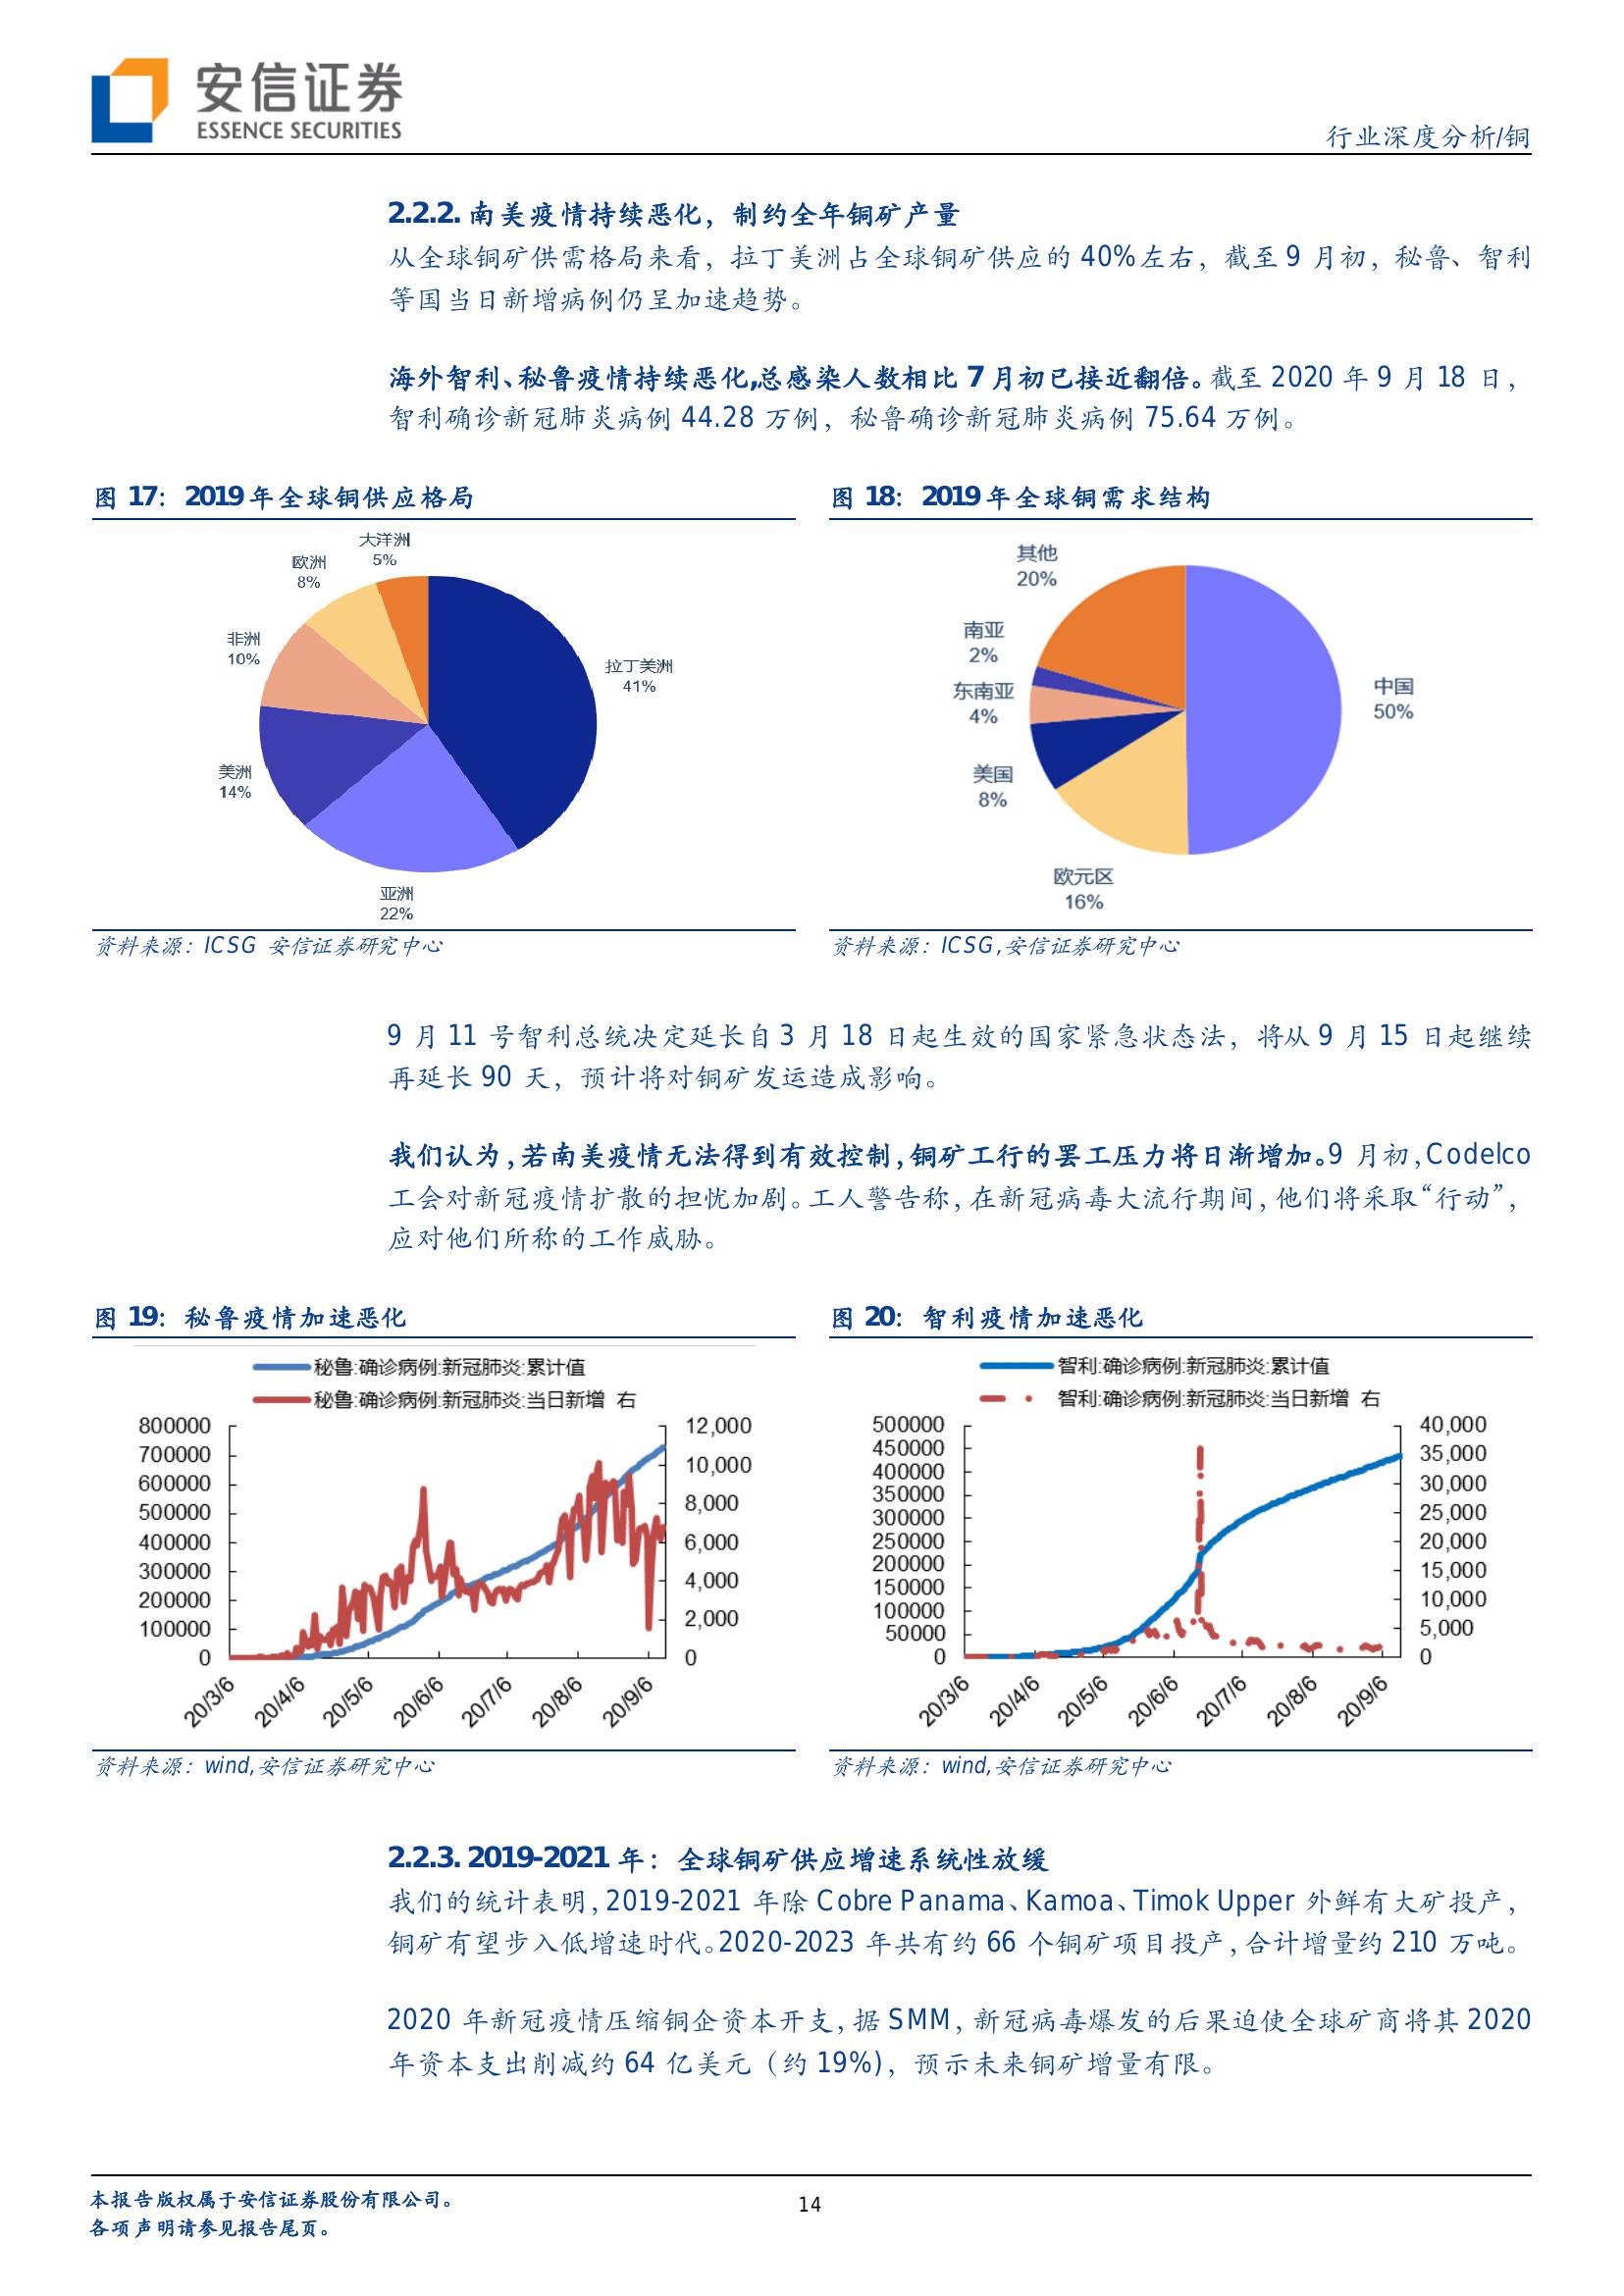 安信证券
ESSENCE SECURITIES
行业深度分析/铜
2.2.2. 南美疫情持续恶化，制约全年铜矿产量
从全球铜矿供需格局来看，拉丁美洲占全球铜矿供应的 40%左右，截至 9 月初，秘鲁、智利
等国当日新增病例仍呈加速趋势。
海外智利、秘鲁疫情持续恶化,总感染人数相比 7 月初已接近翻倍。截至 2020 年 9 月 18 日，
智利确诊新冠肺炎病例 44.28 万例，秘鲁确诊新冠肺炎病例 75.64 万例。
图 17：2019 年全球铜供应格局
大洋洲
5%
欧洲
8%
非洲
10%
拉丁美洲
41%
美洲
14%
亚洲
22%
资料来源：ICSG 安信证券研究中心
图 18：2019 年全球铜需求结构
其他
20%
南亚
2%
东南亚
4%
中国
50%
美国
8%
欧元区
16%
资料来源：ICSG,安信证券研究中心
9 月 11 号智利总统决定延长自 3 月 18 日起生效的国家紧急状态法，将从 9 月 15 日起继续
再延长 90 天，预计将对铜矿发运造成影响。
我们认为，若南美疫情无法得到有效控制，铜矿工行的罢工压力将日渐增加。9 月初，Codelco
工会对新冠疫情扩散的担忧加剧。工人警告称，在新冠病毒大流行期间，他们将采取“行动”，
应对他们所称的工作威胁。
图 19：秘鲁疫情加速恶化
秘鲁:确诊病例:新冠肺炎:累计值
秘鲁:确诊病例:新冠肺炎:当日新增 右
800000
700000
600000
500000
400000
300000
200000
100000
0
12,000
10,000
8,000
6,000
4,000
2,000
0
20/3/6 20/4/6 20/5/6 20/6/6 20/7/6 20/8/6 20/9/6
资料来源：wind,安信证券研究中心
图 20：智利疫情加速恶化
智利:确诊病例:新冠肺炎:累计值
智利:确诊病例:新冠肺炎:当日新增 右
500000
450000
400000
350000
300000
250000
200000
150000
100000
50000
0
40,000
35,000
30,000
25,000
20,000
15,000
10,000
5,000
0
20/3/6 20/4/6 20/5/6 20/6/6 20/7/6 20/8/6 20/9/6
资料来源：wind,安信证券研究中心
2.2.3. 2019-2021 年：全球铜矿供应增速系统性放缓
我们的统计表明，2019-2021 年除 Cobre Panama、Kamoa、Timok Upper 外鲜有大矿投产，
铜矿有望步入低增速时代。2020-2023 年共有约 66 个铜矿项目投产，合计增量约 210 万吨。
2020 年新冠疫情压缩铜企资本开支，据 SMM，新冠病毒爆发的后果迫使全球矿商将其 2020
年资本支出削减约 64 亿美元（约 19%)，预示未来铜矿增量有限。
本报告版权属于安信证券股份有限公司。
各项声明请参见报告尾页。
14